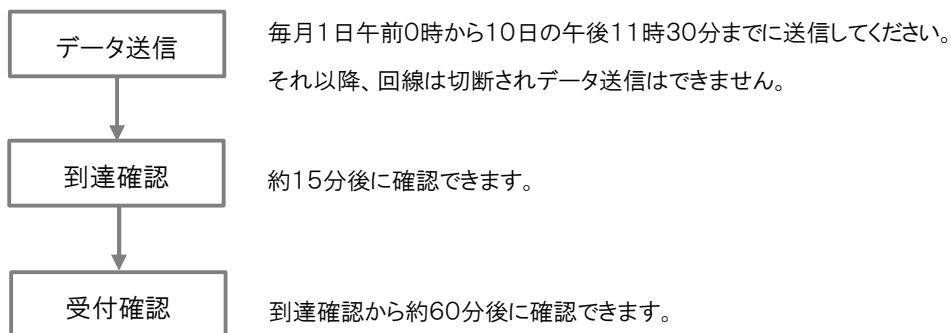 データ送信
毎月１日午前０時から１０日の午後１１時３０分までに送信してください。
それ以降、回線は切断されデータ送信はできません。
到達確認
約１５分後に確認できます。
受付確認
到達確認から約６０分後に確認できます。